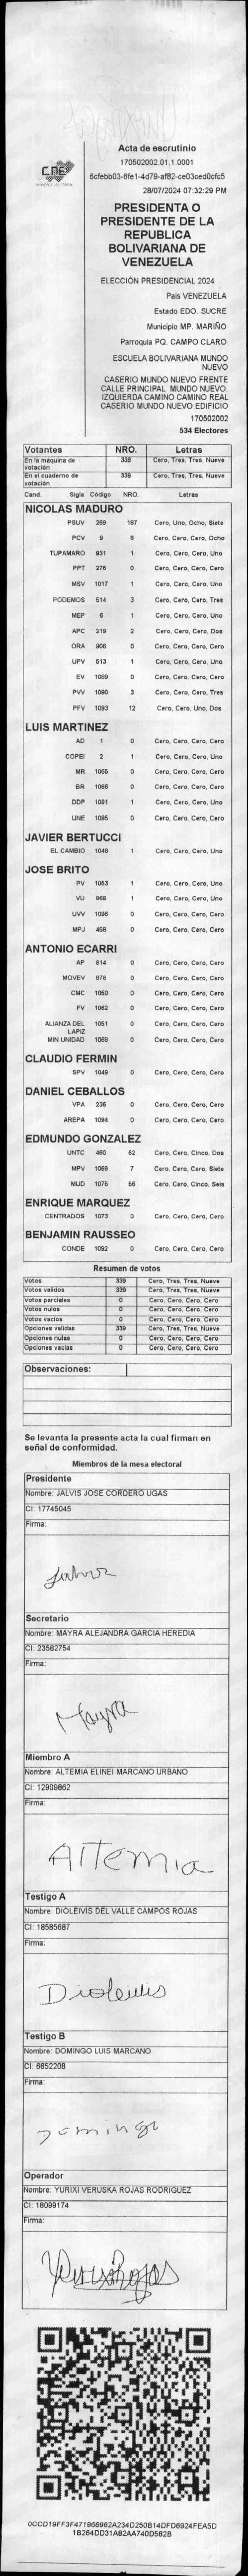 CNE
Acta de escrutinio
170502002.01.1.0001
6cfebb03-6fe1-4d79-af82-ce03ced0cfc5
28/07/2024 07:32:29 PM
PRESIDENTA O
PRESIDENTE DE LA
REPUBLICA
BOLIVARIANA DE
VENEZUELA
ELECCIÓN PRESIDENCIAL 2024
Pais VENEZUELA
Estado EDO. SUCRE
Municipio MP. MARIÑO
Parroquia PQ. CAMPO CLARO
ESCUELA BOLIVARIANA MUNDO
NUEVO
CASERIO MUNDO NUEVO FRENTE
CALLE PRINCIPAL MUNDO NUEVO.
IZQUIERDA CAMINO CAMINO REAL
CASERIO MUNDO NUEVO EDIFICIO
170502002
534 Electores
Votantes NRO. Letras
En la máquina de votación 339 Cero, Tres, Tres, Nueve
En el cuaderno de votación 339 Cero, Tres, Tres, Nueve
Cand. Sigla Código NRO. Letras
NICOLAS MADURO
PSUV 269 187 Cero, Uno, Ocho, Siete
PCV 9 8 Cero, Cero, Cero, Ocho
TUPAMARO 931 1 Cero, Cero, Cero, Uno
PPT 276 0 Cero, Cero, Cero, Cero
MSV 1017 1 Cero, Cero, Cero, Uno
PODEMOS 514 3 Cero, Cero, Cero, Tres
MEP 6 1 Cero, Cero, Cero, Uno
APC 219 2 Cero, Cero, Cero, Dos
ORA 906 0 Cero, Cero, Cero, Cero
UPV 513 1 Cero, Cero, Cero, Uno
EV 1089 0 Cero, Cero, Cero, Cero
PVV 1090 3 Cero, Cero, Cero, Tres
PFV 1093 12 Cero, Cero, Uno, Dos
LUIS MARTINEZ
AD 1 0 Cero, Cero, Cero, Cero
COPEI 2 1 Cero, Cero, Cero, Uno
MR 1055 0 Cero, Cero, Cero, Cero
BR 1066 0 Cero, Cero, Cero, Cero
DDP 1091 1 Cero, Cero, Cero, Uno
UNE 1095 0 Cero, Cero, Cero, Cero
JAVIER BERTUCCI
EL CAMBIO 1048 1 Cero, Cero, Cero, Uno
JOSE BRITO
PV 1053 1 Cero, Cero, Cero, Uno
VU 868 1 Cero, Cero, Cero, Uno
UVV 1096 0 Cero, Cero, Cero, Cero
MPJ 456 0 Cero, Cero, Cero, Cero
ANTONIO ECARRI
AP 814 0 Cero, Cero, Cero, Cero
MOVEV 978 0 Cero, Cero, Cero, Cero
CMC 1050 0 Cero, Cero, Cero, Cero
FV 1062 0 Cero, Cero, Cero, Cero
ALIANZA DEL LAPIZ 1051 0 Cero, Cero, Cero, Cero
MIN UNIDAD 1069 0 Cero, Cero, Cero, Cero
CLAUDIO FERMIN
SPV 1049 0 Cero, Cero, Cero, Cero
DANIEL CEBALLOS
VPA 236 0 Cero, Cero, Cero, Cero
AREPA 1094 0 Cero, Cero, Cero, Cero
EDMUNDO GONZALEZ
UNTC 460 52 Cero, Cero, Cinco, Dos
MPV 1059 7 Cero, Cero, Cero, Siete
MUD 1075 56 Cero, Cero, Cinco, Seis
ENRIQUE MARQUEZ
CENTRADOS 1073 0 Cero, Cero, Cero, Cero
BENJAMIN RAUSSEO
CONDE 1092 0 Cero, Cero, Cero, Cero
Resumen de votos
Votos 339 Cero, Tres, Tres, Nueve
Votos validos 339 Cero, Tres, Tres, Nueve
Votos parciales 0 Cero, Cero, Cero, Cero
Votos nulos 0 Cero, Cero, Cero, Cero
Votos vacios 0 Cero, Cero, Cero, Cero
Opciones validas 339 Cero, Tres, Tres, Nueve
Opciones nulas 0 Cero, Cero, Cero, Cero
Opciones vacias 0 Cero, Cero, Cero, Cero
Observaciones:
Se levanta la presente acta la cual firman en
señal de conformidad.
Miembros de la mesa electoral
Presidente
Nombre: JALVIS JOSE CORDERO UGAS
CI: 17745045
Firma:
Secretario
Nombre: MAYRA ALEJANDRA GARCIA HEREDIA
CI: 23582754
Firma:
Mayra
Miembro A
Nombre: ALTEMIA ELINEI MARCANO URBANO
CI: 12909862
Firma:
Altemia
Testigo A
Nombre: DIOLEIVIS DEL VALLE CAMPOS ROJAS
CI: 18585687
Firma:
Dioleivis
Testigo B
Nombre: DOMINGO LUIS MARCANO
CI: 6652208
Firma:
Domingo
Operador
Nombre: YURIXI VERUSKA ROJAS RODRIGUEZ
CI: 18099174
Firma:
0CCD19FF3F471966962A234D250B14DFD6924FEA5D
1B264DD31A82AA740D582B